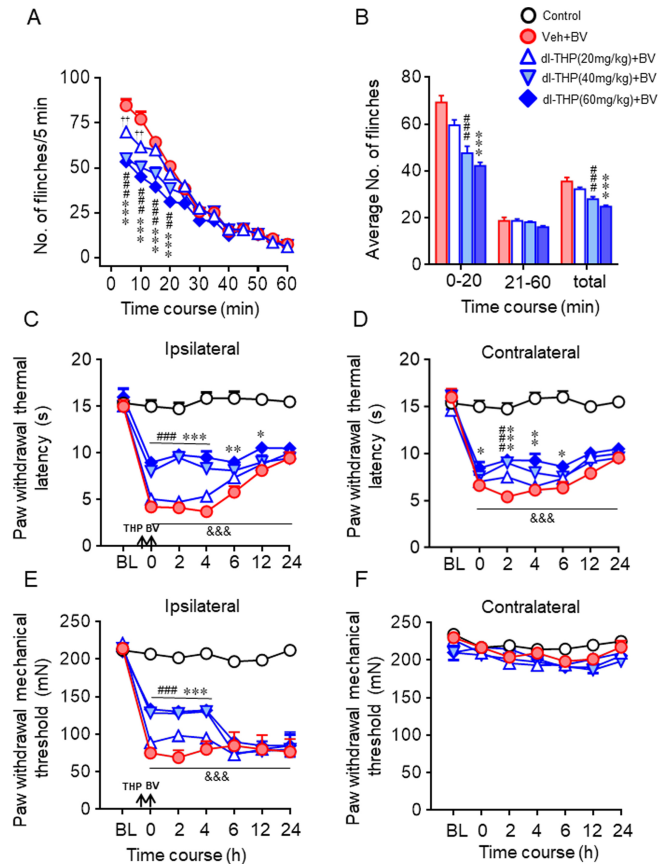 A
B
Control
Veh+BV
dl-THP(20mg/kg)+BV
dl-THP(40mg/kg)+BV
dl-THP(60mg/kg)+BV
No. of flinches/5 min
100
75
50
25
0
††
††
###
***
###
***
###
***
###
***
0 10 20 30 40 50 60
Time course (min)
Average No. of flinches
80
60
40
20
0
###
***
###
***
0-20 21-60 total
Time course (min)
C
Ipsilateral
Paw withdrawal thermal
latency (s)
20
15
10
5
0
### ***
**
*
&&&
THP BV
BL 0 2 4 6 12 24
D
Contralateral
Paw withdrawal thermal
latency (s)
20
15
10
5
0
*
###
***
**
*
&&&
BL 0 2 4 6 12 24
E
Ipsilateral
Paw withdrawal mechanical
threshold (mN)
250
200
150
100
50
0
### ***
&&&
THP BV
BL 0 2 4 6 12 24
Time course (h)
F
Contralateral
Paw withdrawal mechanical
threshold (mN)
250
200
150
100
50
0
BL 0 2 4 6 12 24
Time course (h)